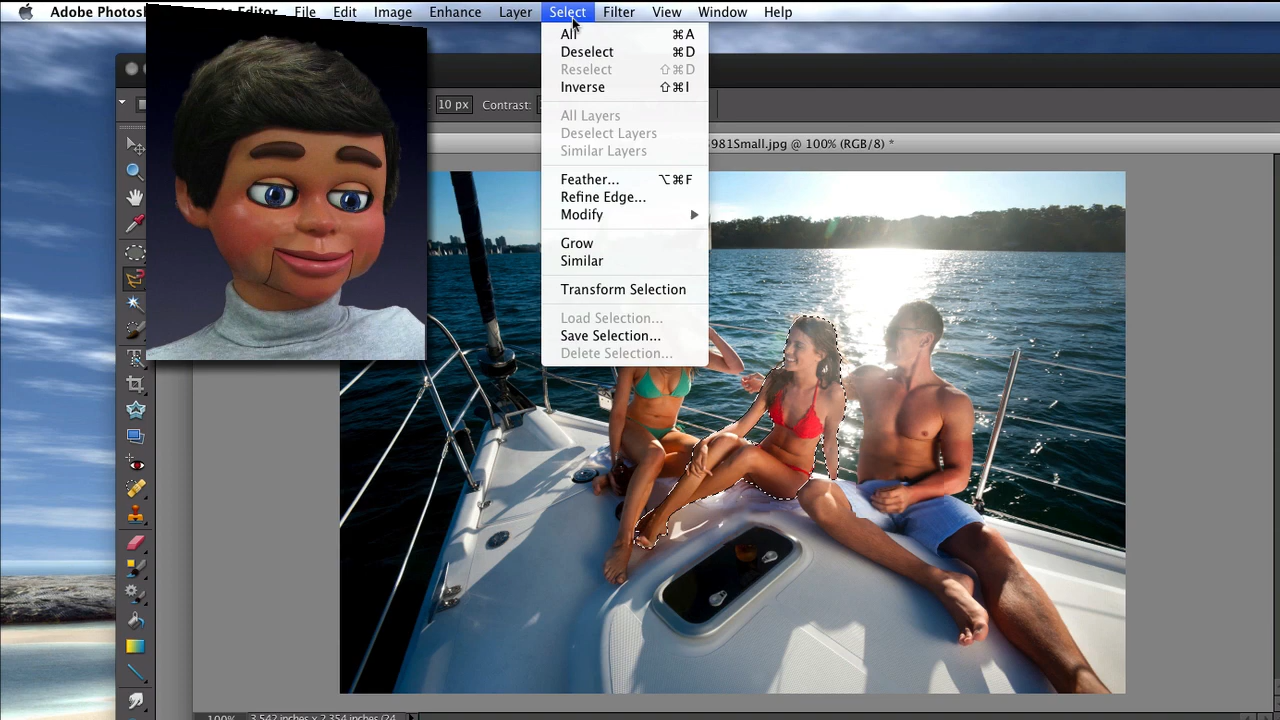 Adobe Photos Editor File Edit Image Enhance Layer Select Filter View Window Help
All ⌘A
Deselect ⌘D
Reselect ⇧⌘D
Inverse ⇧⌘I
10 px Contrast:
All Layers
Deselect Layers
981Small.jpg @ 100% (RGB/8) *
Similar Layers
Feather... ⌥⌘F
Refine Edge...
Modify
Grow
Similar
Transform Selection
Load Selection...
Save Selection...
Delete Selection...
100% 3.542 inches x 2.354 inches (24